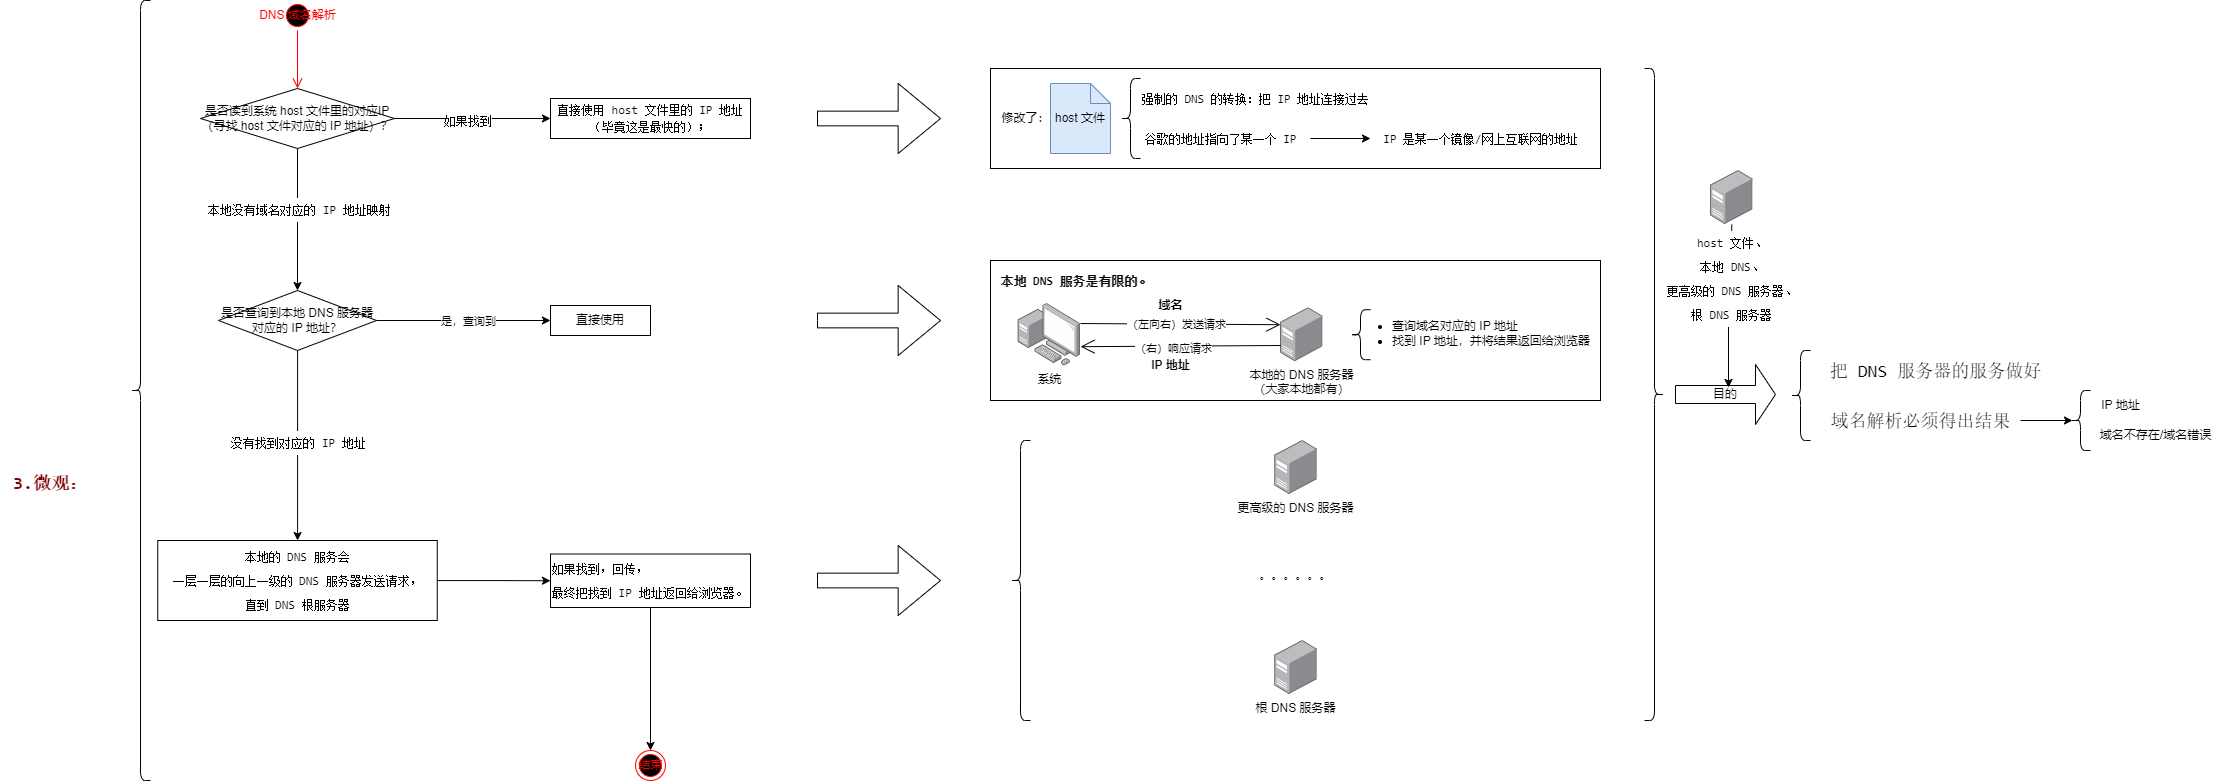 3.微观：
DNS 域名解析
是否读到系统 host 文件里的对应IP
（寻找 host 文件对应的 IP 地址）？
如果找到
直接使用 host 文件里的 IP 地址
（毕竟这是最快的）；
本地没有域名对应的 IP 地址映射
是否查询到本地 DNS 服务器
对应的 IP 地址？
是，查询到
直接使用
没有找到对应的 IP 地址
本地的 DNS 服务会
一层一层的向上一级的 DNS 服务器发送请求，
直到 DNS 根服务器
如果找到，回传，
最终把找到 IP 地址返回给浏览器。
结束
修改了：
host 文件
强制的 DNS 的转换：把 IP 地址连接过去
谷歌的地址指向了某一个 IP
IP 是某一个镜像/网上互联网的地址
本地 DNS 服务是有限的。
域名
（左向右）发送请求
（右）响应请求
IP 地址
系统
本地的 DNS 服务器
（大家本地都有）
查询域名对应的 IP 地址
找到 IP 地址，并将结果返回给浏览器
更高级的 DNS 服务器
。。。。。。
根 DNS 服务器
host 文件、
本地 DNS、
更高级的 DNS 服务器、
根 DNS 服务器
目的
把 DNS 服务器的服务做好
域名解析必须得出结果
IP 地址
域名不存在/域名错误